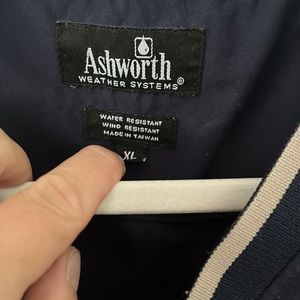 Ashworth
WEATHER SYSTEMS®
WATER RESISTANT
WIND RESISTANT
MADE IN TAIWAN
XL